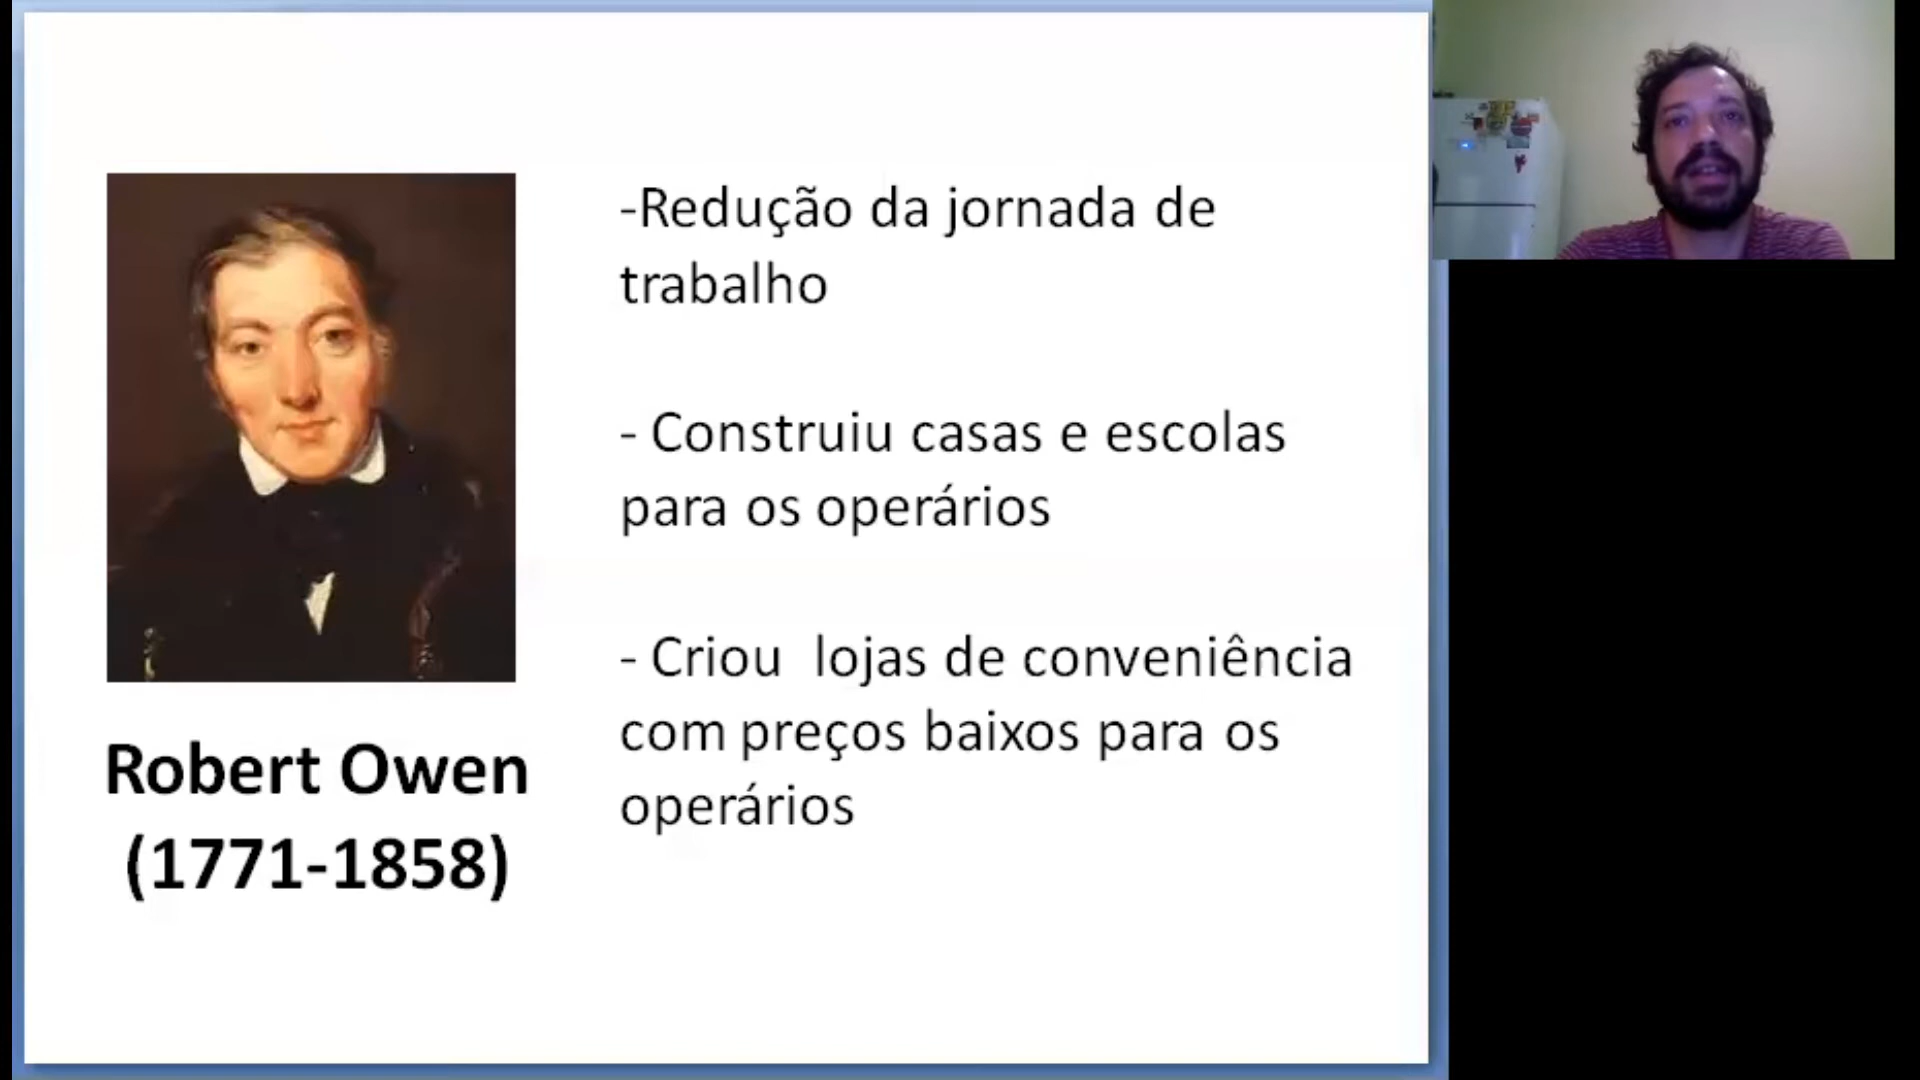 -Redução da jornada de
trabalho
- Construiu casas e escolas
para os operários
- Criou  lojas de conveniência
com preços baixos para os
operários
Robert Owen
(1771-1858)